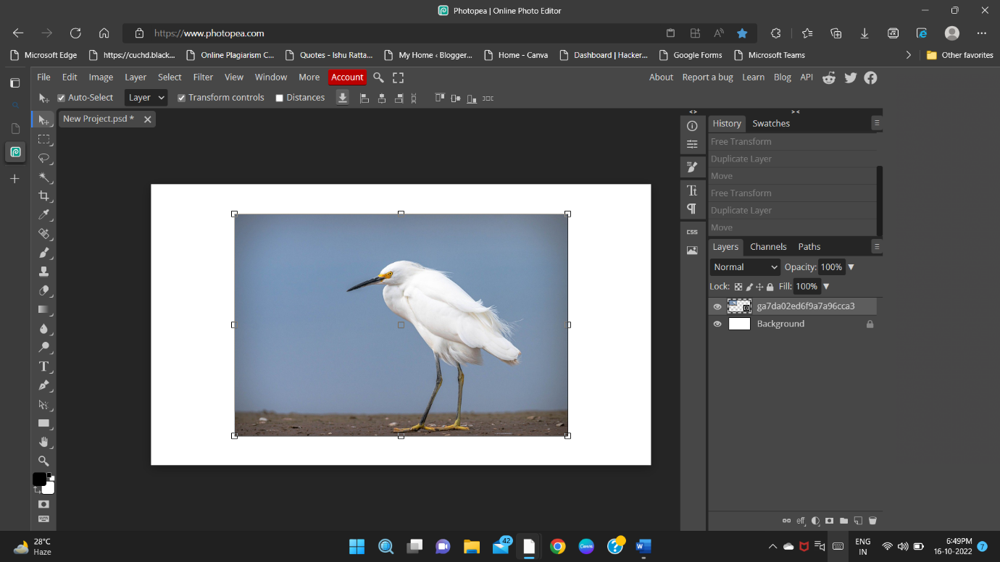 Photopea | Online Photo Editor
https://www.photopea.com
Microsoft Edge https://cuchd.black... Online Plagiarism C... Quotes - Ishu Ratta... My Home ‹ Blogger... Home - Canva Dashboard | Hacker... Google Forms Microsoft Teams Other favorites
File Edit Image Layer Select Filter View Window More Account About Report a bug Learn Blog API
Auto-Select Layer Transform controls Distances
New Project.psd *
History Swatches
Free Transform
Duplicate Layer
Move
Free Transform
Duplicate Layer
Move
CSS
Layers Channels Paths
Normal Opacity: 100%
Lock: Fill: 100%
ga7da02ed6f9a7a96cca3
Background
eff
28°C
Haze
42
Canva
ENG
IN
6:49PM
16-10-2022
7